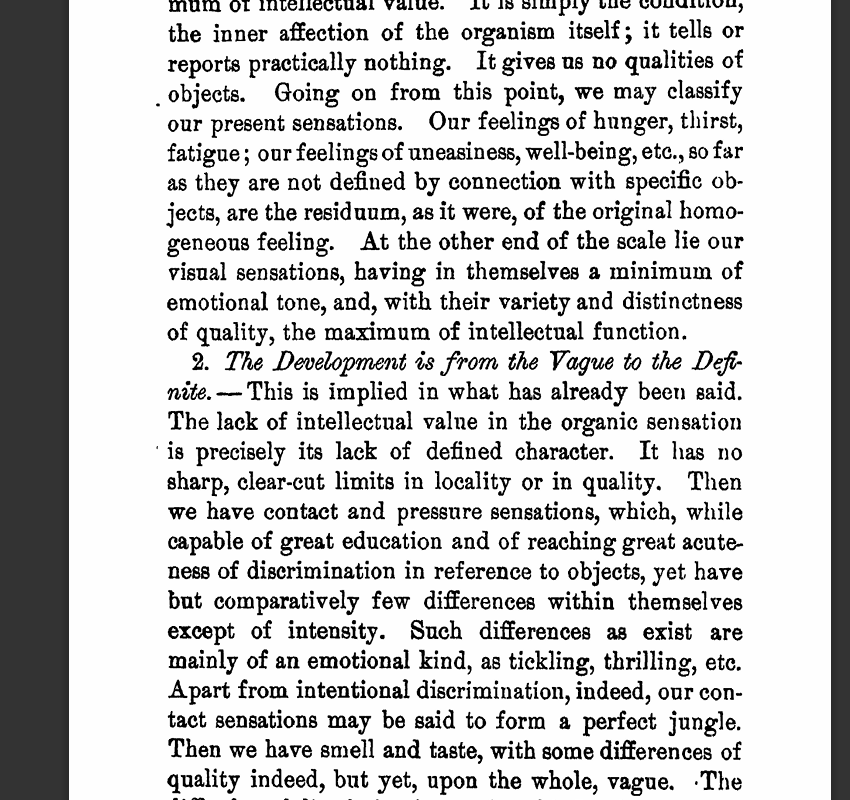 mum of intellectual value. It is simply the condition,
the inner affection of the organism itself; it tells or
reports practically nothing. It gives us no qualities of
objects. Going on from this point, we may classify
our present sensations. Our feelings of hunger, thirst,
fatigue; our feelings of uneasiness, well-being, etc., so far
as they are not defined by connection with specific ob-
jects, are the residuum, as it were, of the original homo-
geneous feeling. At the other end of the scale lie our
visual sensations, having in themselves a minimum of
emotional tone, and, with their variety and distinctness
of quality, the maximum of intellectual function.
2. The Development is from the Vague to the Defi-
nite.—This is implied in what has already been said.
The lack of intellectual value in the organic sensation
is precisely its lack of defined character. It has no
sharp, clear-cut limits in locality or in quality. Then
we have contact and pressure sensations, which, while
capable of great education and of reaching great acute-
ness of discrimination in reference to objects, yet have
but comparatively few differences within themselves
except of intensity. Such differences as exist are
mainly of an emotional kind, as tickling, thrilling, etc.
Apart from intentional discrimination, indeed, our con-
tact sensations may be said to form a perfect jungle.
Then we have smell and taste, with some differences of
quality indeed, but yet, upon the whole, vague. The